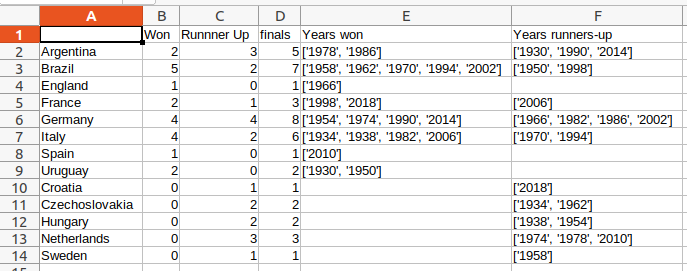 A B C D E F
1 Won Runnner Up finals Years won Years runners-up
2 Argentina 2 3 5 ['1978', '1986'] ['1930', '1990', '2014']
3 Brazil 5 2 7 ['1958', '1962', '1970', '1994', '2002'] ['1950', '1998']
4 England 1 0 1 ['1966']
5 France 2 1 3 ['1998', '2018'] ['2006']
6 Germany 4 4 8 ['1954', '1974', '1990', '2014'] ['1966', '1982', '1986', '2002']
7 Italy 4 2 6 ['1934', '1938', '1982', '2006'] ['1970', '1994']
8 Spain 1 0 1 ['2010']
9 Uruguay 2 0 2 ['1930', '1950']
10 Croatia 0 1 1 ['2018']
11 Czechoslovakia 0 2 2 ['1934', '1962']
12 Hungary 0 2 2 ['1938', '1954']
13 Netherlands 0 3 3 ['1974', '1978', '2010']
14 Sweden 0 1 1 ['1958']